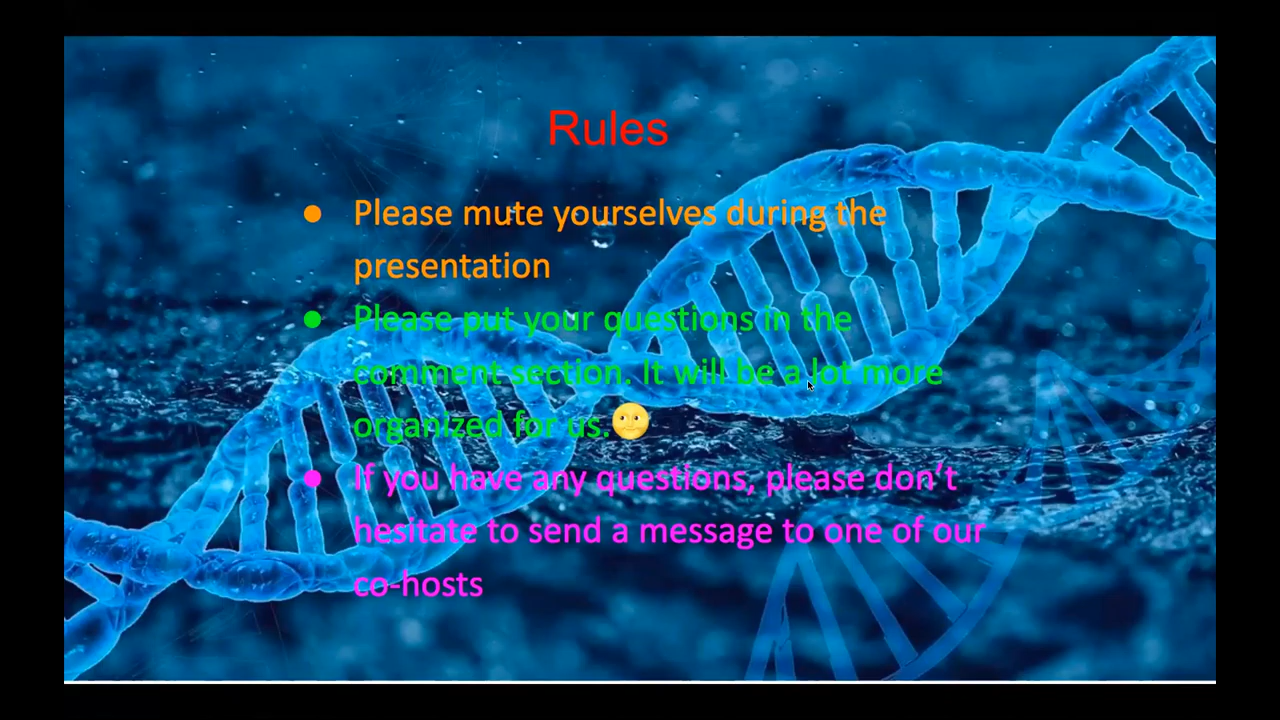 Rules
● Please mute yourselves during the
presentation
● Please put your questions in the
comment section. It will be a lot more
organized for us.🌝
● If you have any questions, please don’t
hesitate to send a message to one of our
co-hosts